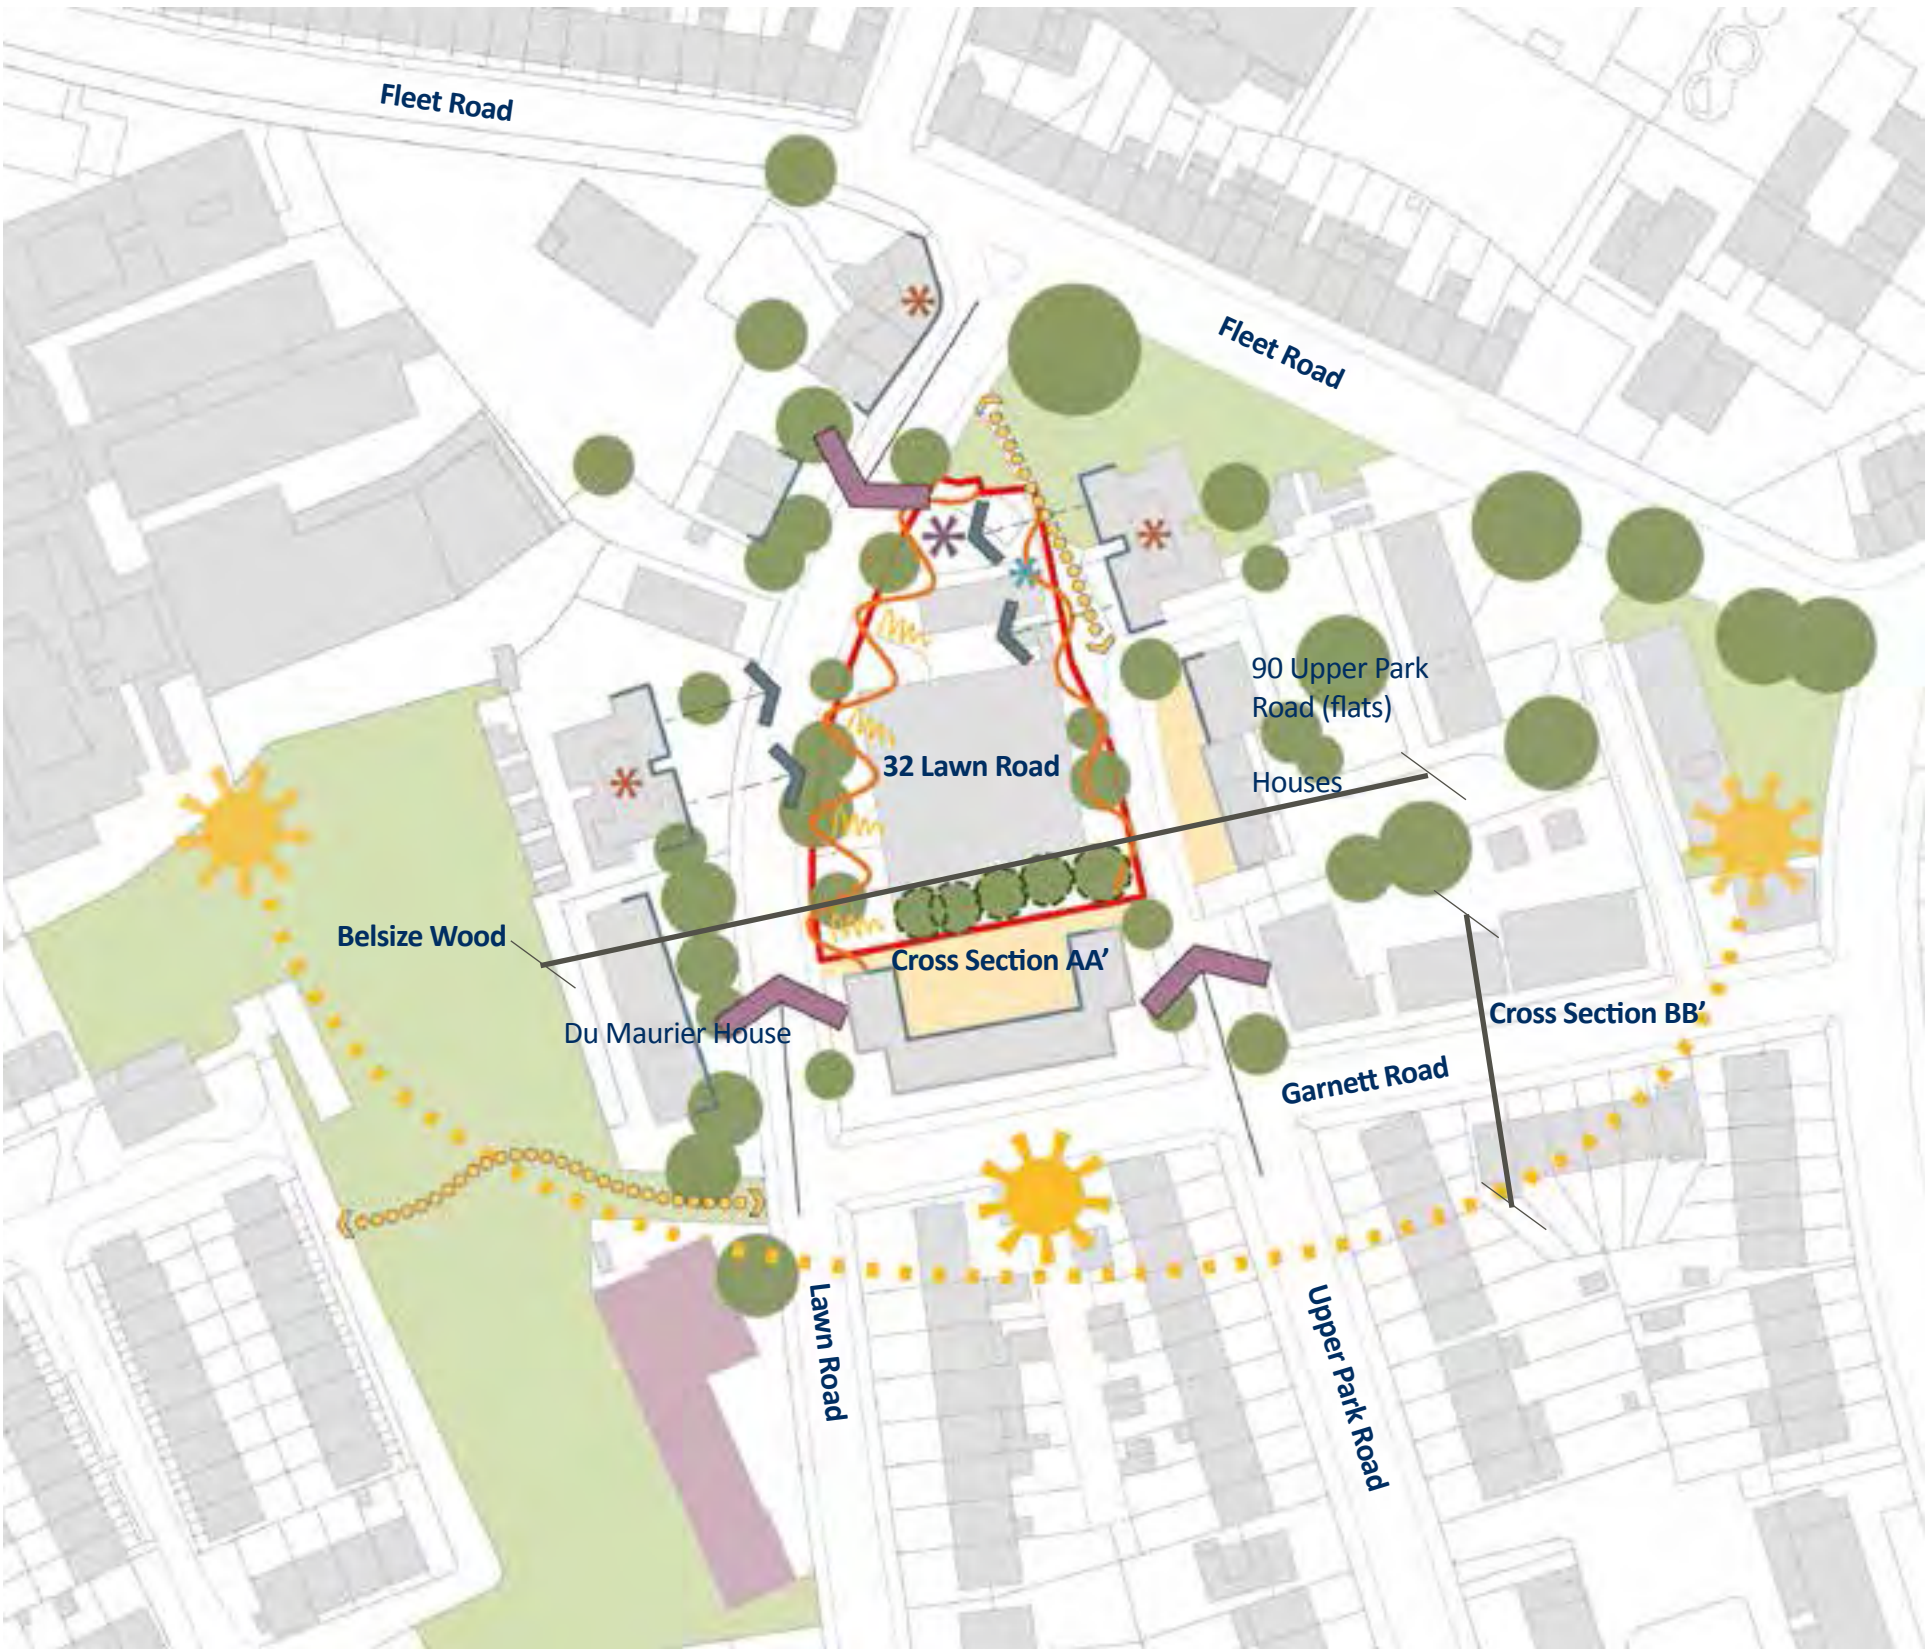 Fleet Road
Fleet Road
90 Upper Park
Road (flats)
32 Lawn Road
Houses
Belsize Wood
Cross Section AA’
Cross Section BB’
Du Maurier House
Garnett Road
Lawn Road
Upper Park Road